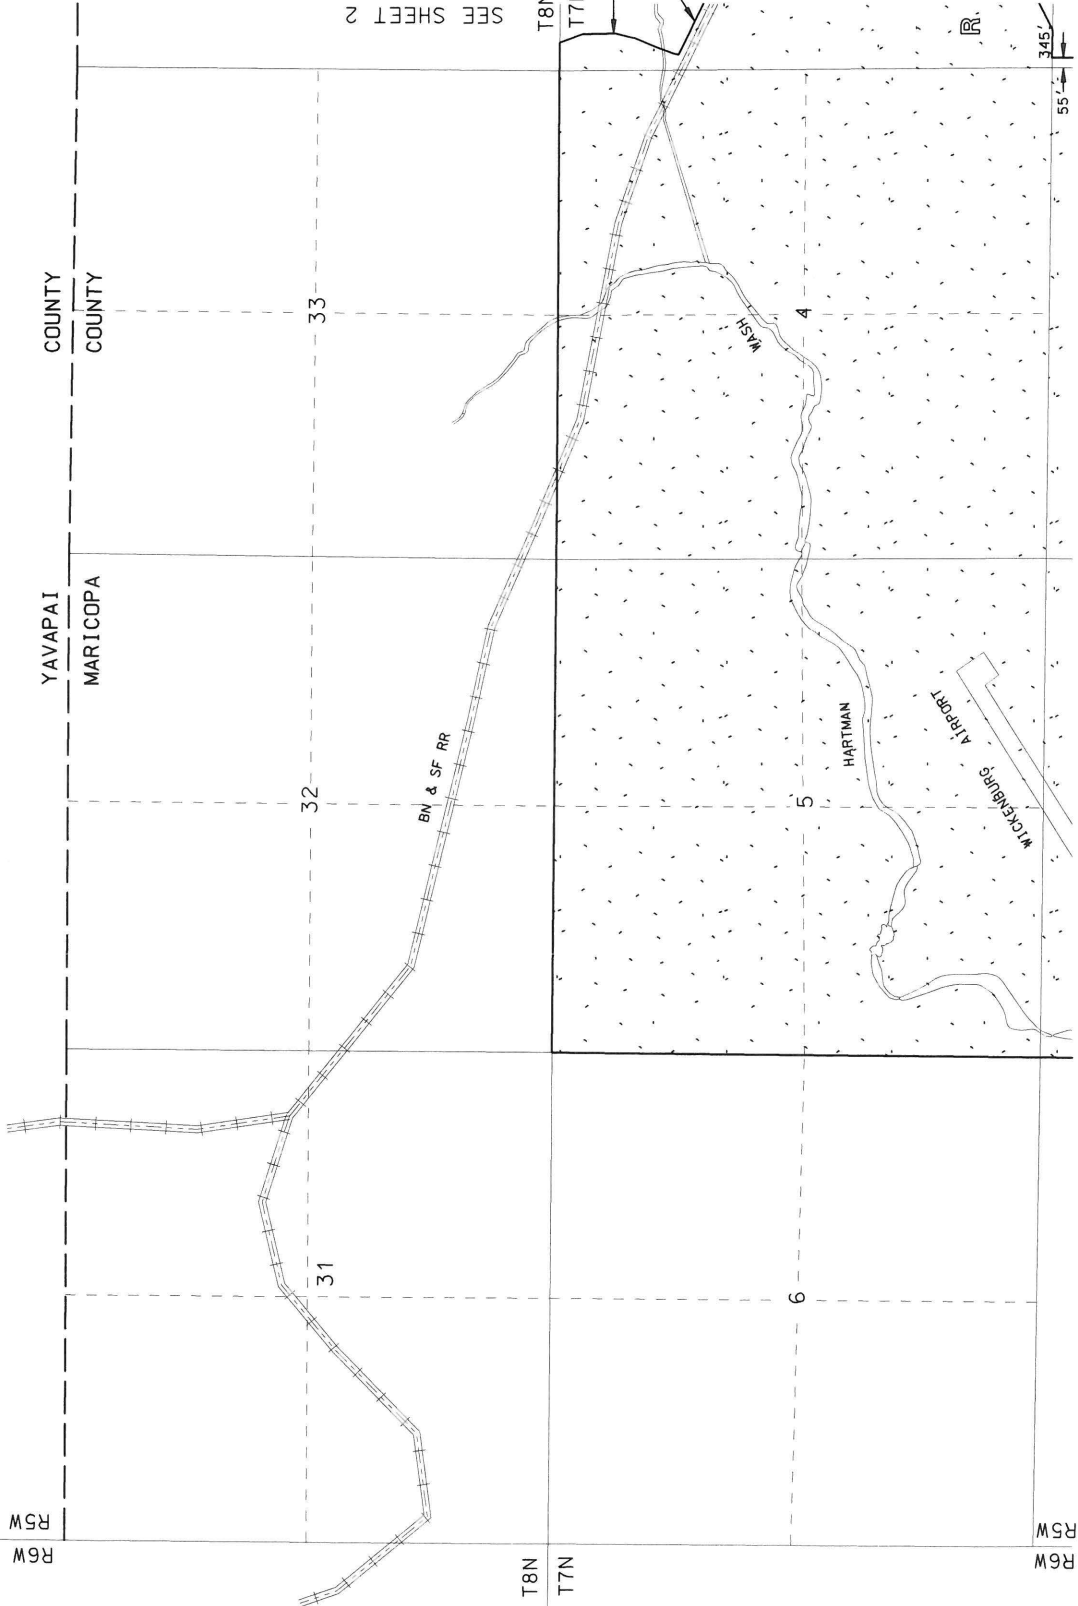 SEE SHEET 2
YAVAPAI COUNTY
MARICOPA COUNTY
R6W R5W
31
32
33
BN & SF RR
T8N
T7N
T8N
T7
6
5
4
HARTMAN WASH
WICKENBURG AIRPORT
R
345'
55'
R6W R5W